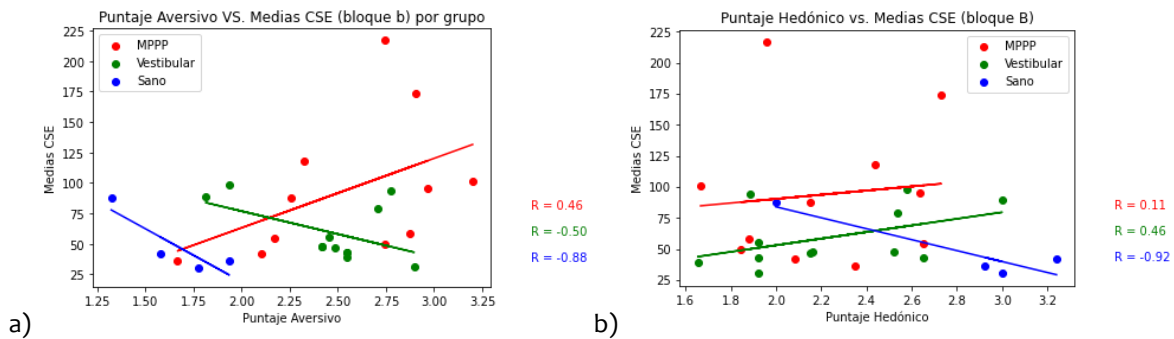 Puntaje Aversivo VS. Medias CSE (bloque b) por grupo
MPPP
Vestibular
Sano
Medias CSE
225
200
175
150
125
100
75
50
25
1.25 1.50 1.75 2.00 2.25 2.50 2.75 3.00 3.25
Puntaje Aversivo
R = 0.46
R = -0.50
R = -0.88
a)
Puntaje Hedónico vs. Medias CSE (bloque B)
MPPP
Vestibular
Sano
Medias CSE
225
200
175
150
125
100
75
50
25
1.6 1.8 2.0 2.2 2.4 2.6 2.8 3.0 3.2
Puntaje Hedónico
R = 0.11
R = 0.46
R = -0.92
b)